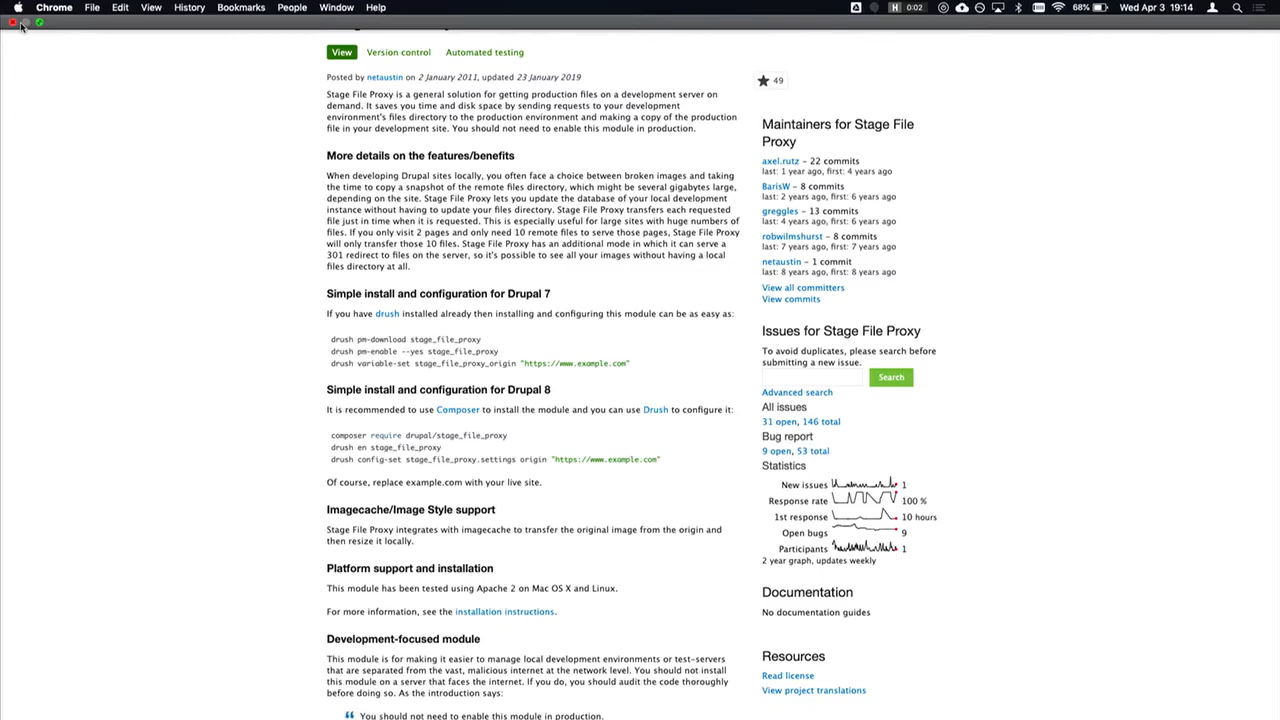 Chrome File Edit View History Bookmarks People Window Help
H 0:02 68% Wed Apr 3 19:14
View Version control Automated testing
Posted by netaustin on 2 January 2011, updated 23 January 2019
Stage File Proxy is a general solution for getting production files on a development server on
demand. It saves you time and disk space by sending requests to your development
environment's files directory to the production environment and making a copy of the production
file in your development site. You should not need to enable this module in production.
More details on the features/benefits
When developing Drupal sites locally, you often face a choice between broken images and taking
the time to copy a snapshot of the remote files directory, which might be several gigabytes large,
depending on the site. Stage File Proxy lets you update the database of your local development
instance without having to update your files directory. Stage File Proxy transfers each requested
file just in time when it is requested. This is especially useful for large sites with huge numbers of
files. If you only visit 2 pages and only need 10 remote files to serve those pages, Stage File Proxy
will only transfer those 10 files. Stage File Proxy has an additional mode in which it can serve a
301 redirect to files on the server, so it's possible to see all your images without having a local
files directory at all.
Simple install and configuration for Drupal 7
If you have drush installed already then installing and configuring this module can be as easy as:
drush pm-download stage_file_proxy
drush pm-enable --yes stage_file_proxy
drush variable-set stage_file_proxy_origin "https://www.example.com"
Simple install and configuration for Drupal 8
It is recommended to use Composer to install the module and you can use Drush to configure it:
composer require drupal/stage_file_proxy
drush en stage_file_proxy
drush config-set stage_file_proxy.settings origin "https://www.example.com"
Of course, replace example.com with your live site.
Imagecache/Image Style support
Stage File Proxy integrates with imagecache to transfer the original image from the origin and
then resize it locally.
Platform support and installation
This module has been tested using Apache 2 on Mac OS X and Linux.
For more information, see the installation instructions.
Development-focused module
This module is for making it easier to manage local development environments or test-servers
that are separated from the vast, malicious internet at the network level. You should not install
this module on a server that faces the internet. If you do, you should audit the code thoroughly
before doing so. As the introduction says:
You should not need to enable this module in production.
49
Maintainers for Stage File
Proxy
axel.rutz – 22 commits
last: 1 year ago, first: 4 years ago
BarisW – 8 commits
last: 2 years ago, first: 6 years ago
greggles – 13 commits
last: 4 years ago, first: 6 years ago
robwilmshurst – 8 commits
last: 7 years ago, first: 7 years ago
netaustin – 1 commit
last: 8 years ago, first: 8 years ago
View all committers
View commits
Issues for Stage File Proxy
To avoid duplicates, please search before
submitting a new issue.
Search
Advanced search
All issues
31 open, 146 total
Bug report
9 open, 53 total
Statistics
New issues 1
Response rate 100 %
1st response 10 hours
Open bugs 9
Participants 1
2 year graph, updates weekly
Documentation
No documentation guides
Resources
Read license
View project translations